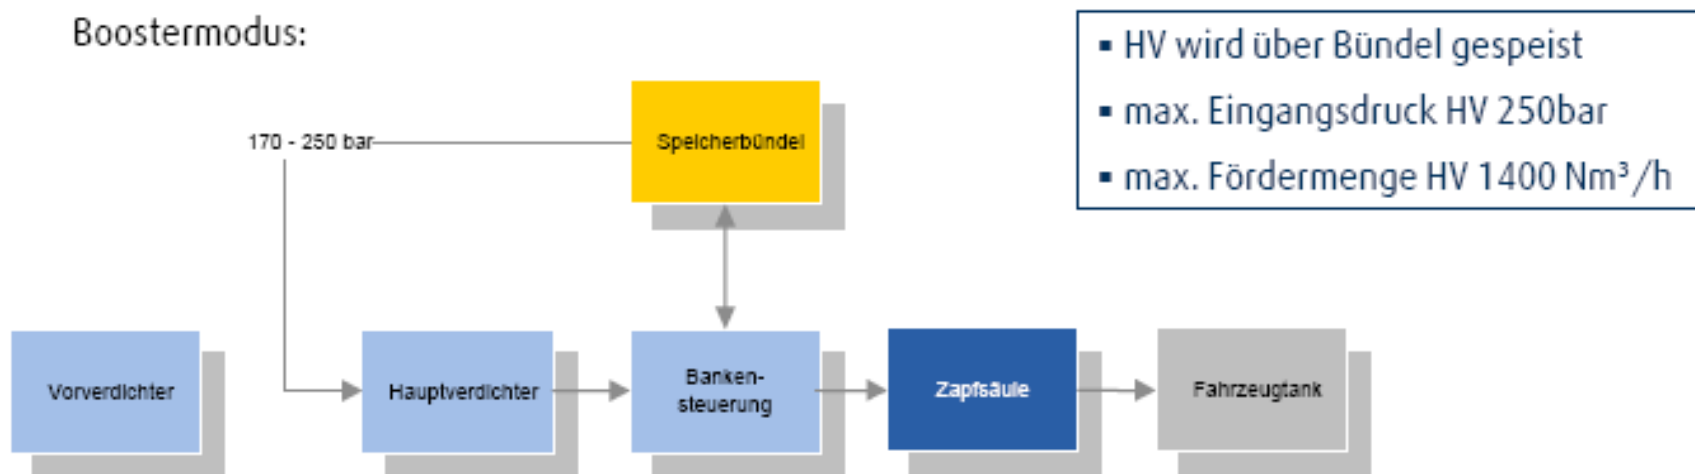 Boostermodus:
▪ HV wird über Bündel gespeist
▪ max. Eingangsdruck HV 250bar
▪ max. Fördermenge HV 1400 Nm³/h
170 - 250 bar
Speicherbündel
Vorverdichter
Hauptverdichter
Banken-
steuerung
Zapfsäule
Fahrzeugtank